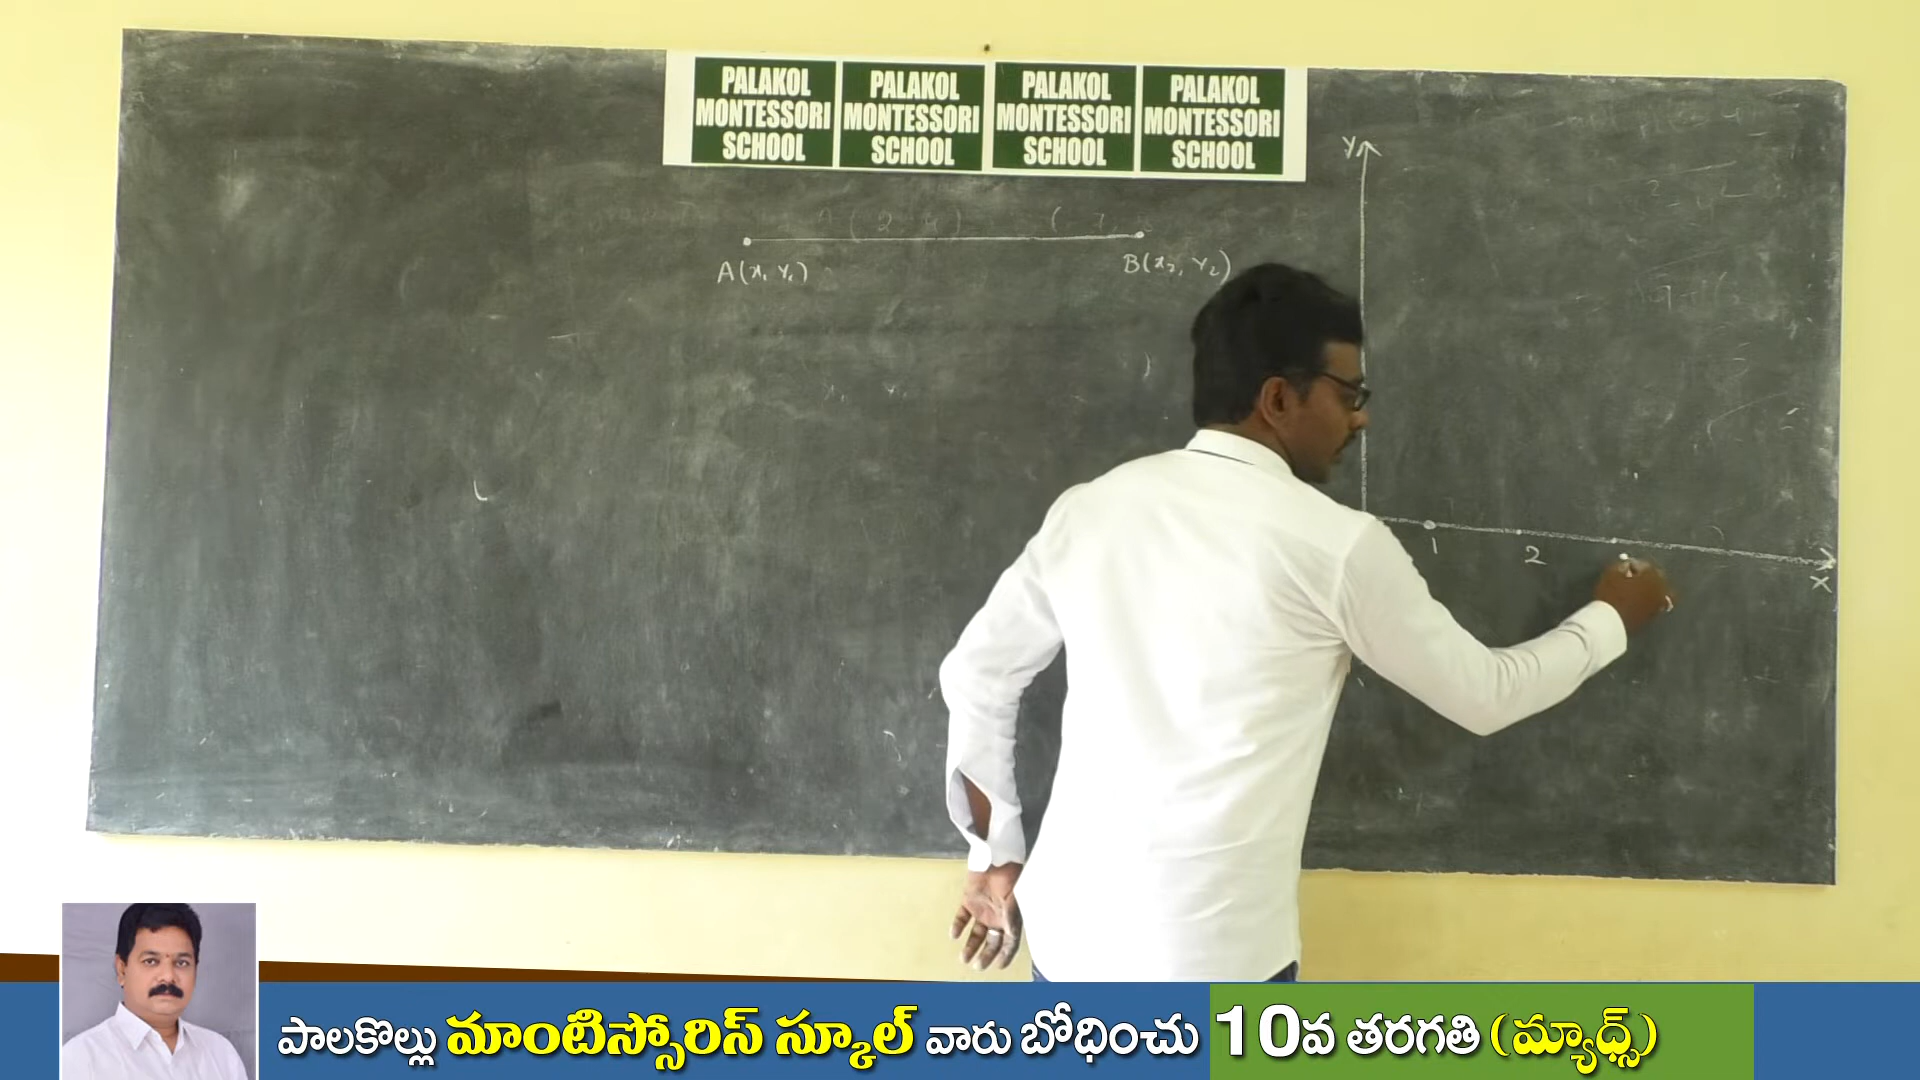 PALAKOL MONTESSORI SCHOOL
PALAKOL MONTESSORI SCHOOL
PALAKOL MONTESSORI SCHOOL
PALAKOL MONTESSORI SCHOOL
Y
A(x₁ y₁)
B(x₂, y₂)
1
2
X
పాలకొల్లు మాంటిస్సోరిస్ స్కూల్ వారు బోధించు 10వ తరగతి (మ్యాథ్స్)